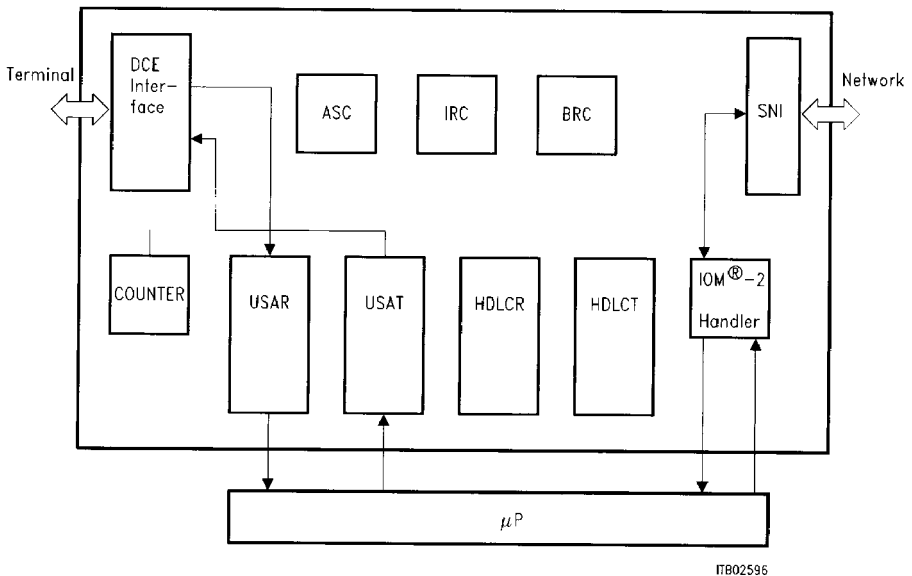 Terminal
DCE
Inter-
face
ASC
IRC
BRC
SNI
Network
COUNTER
USAR
USAT
HDLCR
HDLCT
IOM®-2
Handler
μP
ITB02596